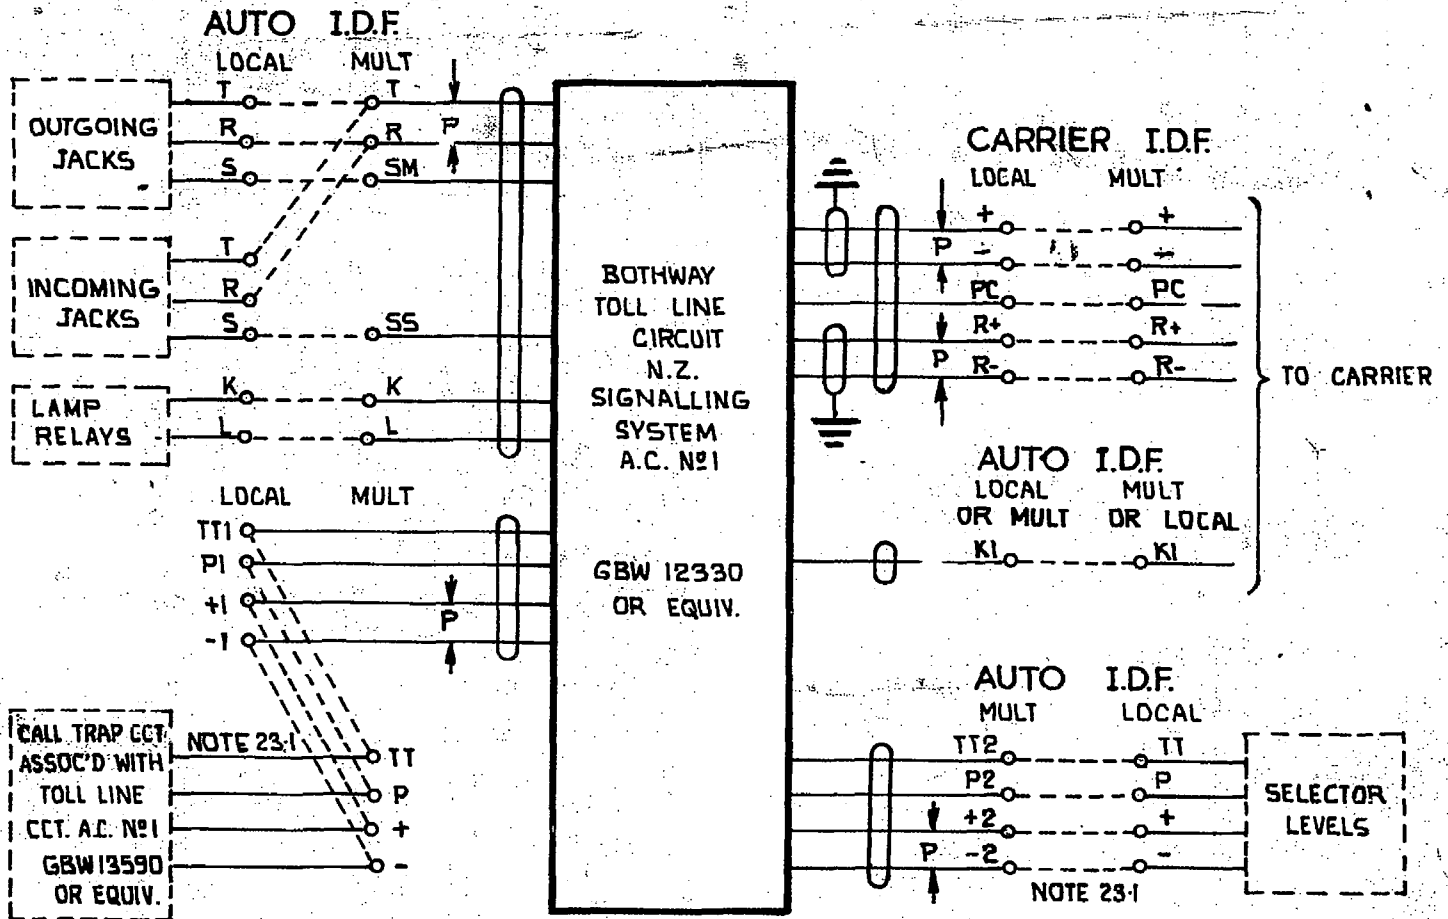 AUTO I.D.F.
LOCAL MULT
OUTGOING
JACKS
T T
R R
S SM
P
INCOMING
JACKS
T
R
S SS
LAMP
RELAYS
K K
L L
LOCAL MULT
TT1
P1
+1
-1
P
CALL TRAP CCT
ASSOC'D WITH
TOLL LINE
CCT. A.C. Nº1
GBW 13590
OR EQUIV.
NOTE 23·1
TT
P
+
-
BOTHWAY
TOLL LINE
CIRCUIT
N.Z.
SIGNALLING
SYSTEM
A.C. Nº1
GBW 12330
OR EQUIV.
CARRIER I.D.F.
LOCAL MULT
+ +
- -
P
PC PC
R+ R+
P
R- R-
TO CARRIER
AUTO I.D.F.
LOCAL MULT
OR MULT OR LOCAL
K1 K1
AUTO I.D.F.
MULT LOCAL
TT2 TT
P2 P
+2 +
P
-2 -
NOTE 23·1
SELECTOR
LEVELS